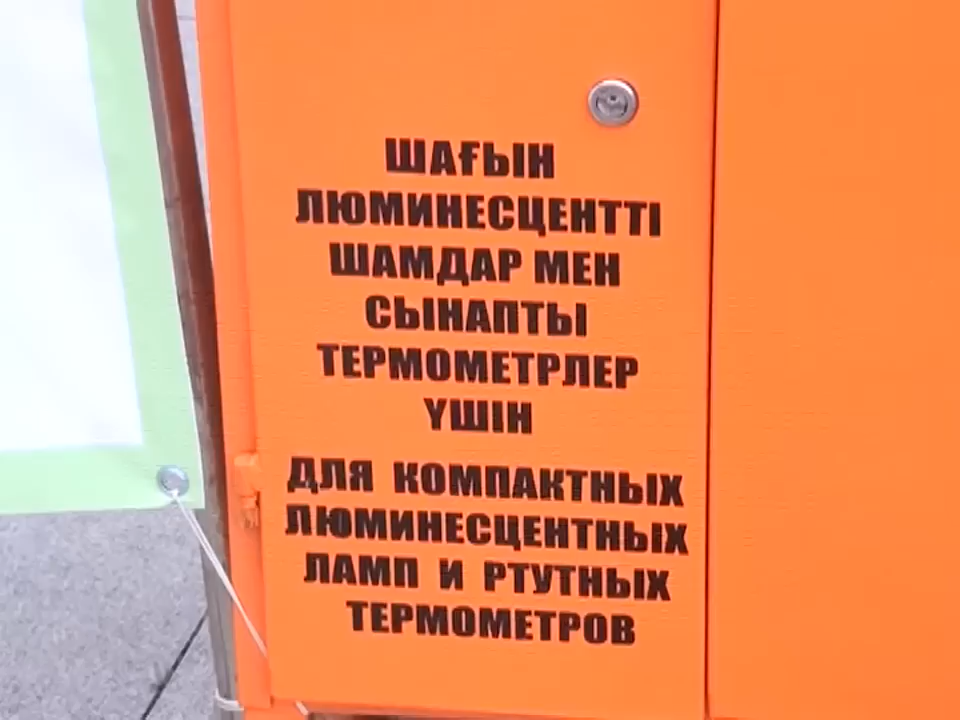 ШАҒЫН
ЛЮМИНЕСЦЕНТТІ
ШАМДАР МЕН
СЫНАПТЫ
ТЕРМОМЕТРЛЕР
ҮШІН
ДЛЯ КОМПАКТНЫХ
ЛЮМИНЕСЦЕНТНЫХ
ЛАМП И РТУТНЫХ
ТЕРМОМЕТРОВ